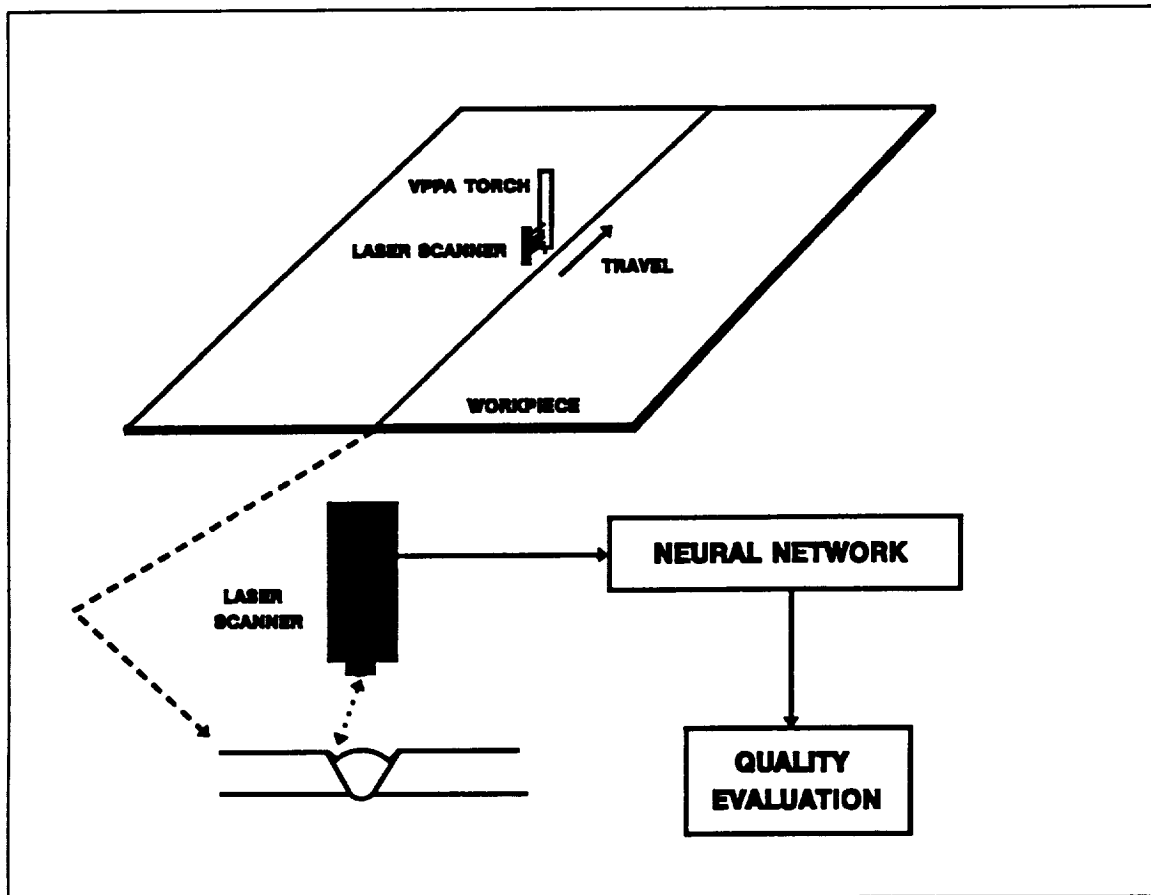 VPPA TORCH
LASER SCANNER
TRAVEL
WORKPIECE
LASER
SCANNER
NEURAL NETWORK
QUALITY
EVALUATION